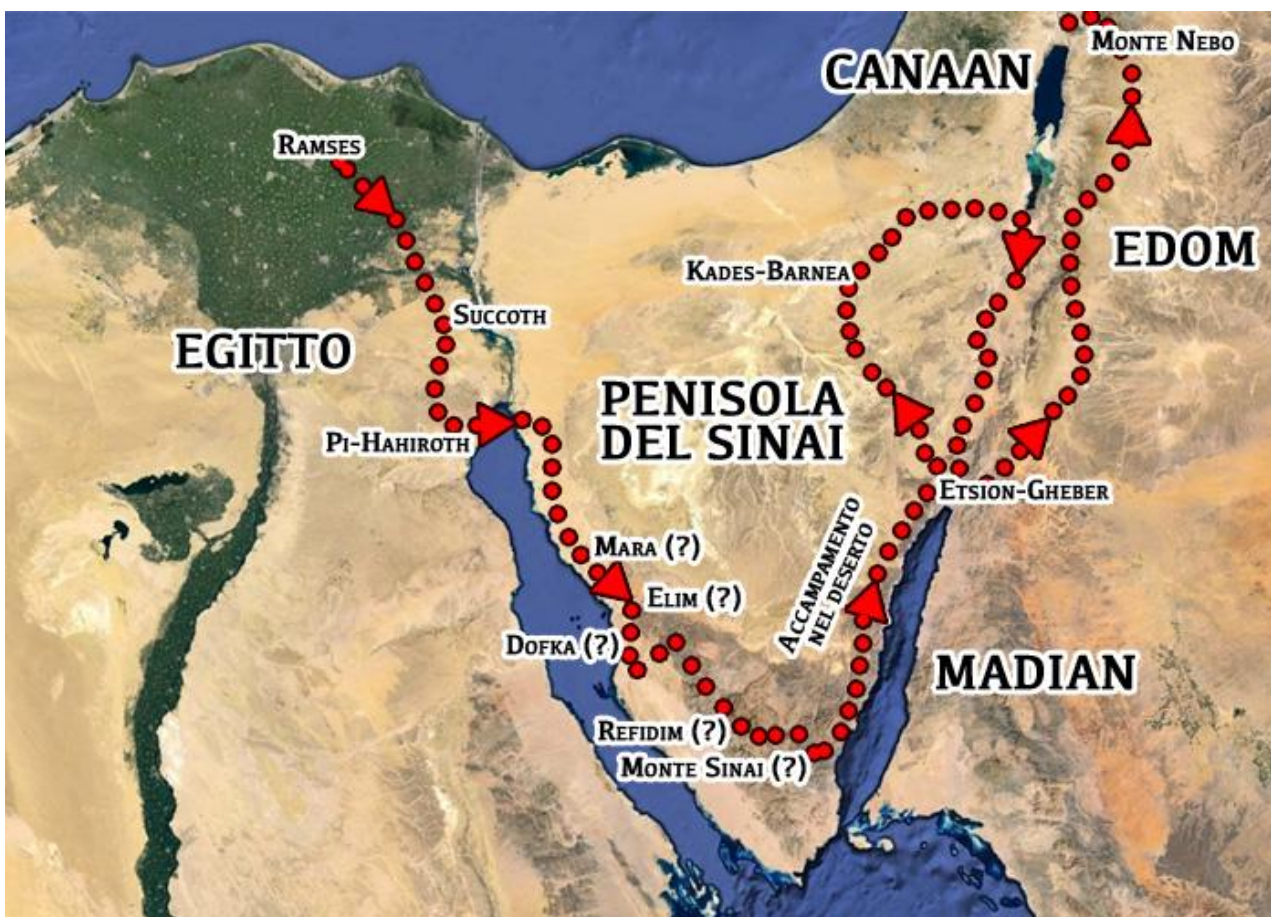 Monte Nebo
CANAAN
Ramses
EDOM
Kades-Barnea
Succoth
EGITTO
PENISOLA
DEL SINAI
Pi-Hahiroth
Etsion-Gheber
Accampamento
nel deserto
Mara (?)
Elim (?)
Dofka (?)
MADIAN
Refidim (?)
Monte Sinai (?)